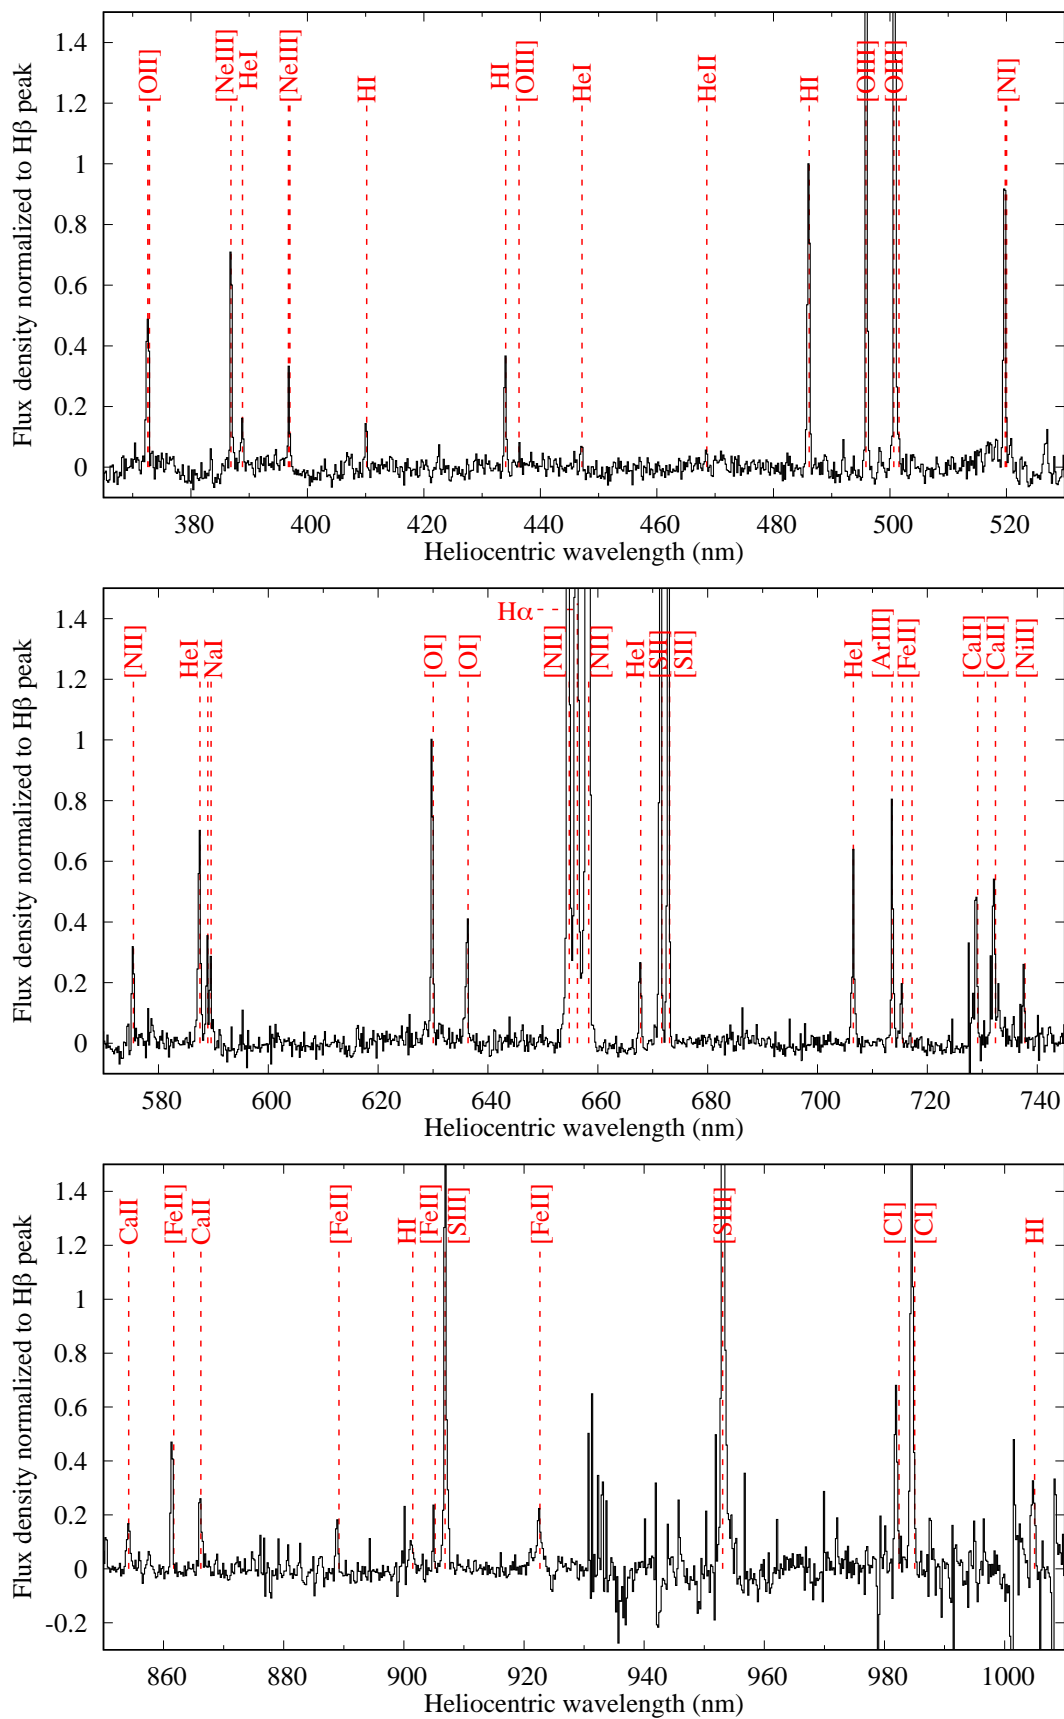 Flux density normalized to Hβ peak
1.4
1.2
1
0.8
0.6
0.4
0.2
0
[OII]
[NeIII]
HeI
[NeIII]
HI
HI
[OIII]
HeI
HeII
HI
[OIII]
[OIII]
[NI]
380 400 420 440 460 480 500 520
Heliocentric wavelength (nm)
Flux density normalized to Hβ peak
1.4
1.2
1
0.8
0.6
0.4
0.2
0
[NII]
HeI
NaI
[OI]
[OI]
Hα
[NII]
[NII]
HeI
[SII]
[SII]
HeI
[ArIII]
[FeII]
[CaII]
[CaII]
[NiII]
580 600 620 640 660 680 700 720 740
Heliocentric wavelength (nm)
Flux density normalized to Hβ peak
1.4
1.2
1
0.8
0.6
0.4
0.2
0
-0.2
CaII
[FeII]
CaII
[FeII]
HI
[FeII]
[SIII]
[FeII]
[SIII]
[CI]
[CI]
HI
860 880 900 920 940 960 980 1000
Heliocentric wavelength (nm)